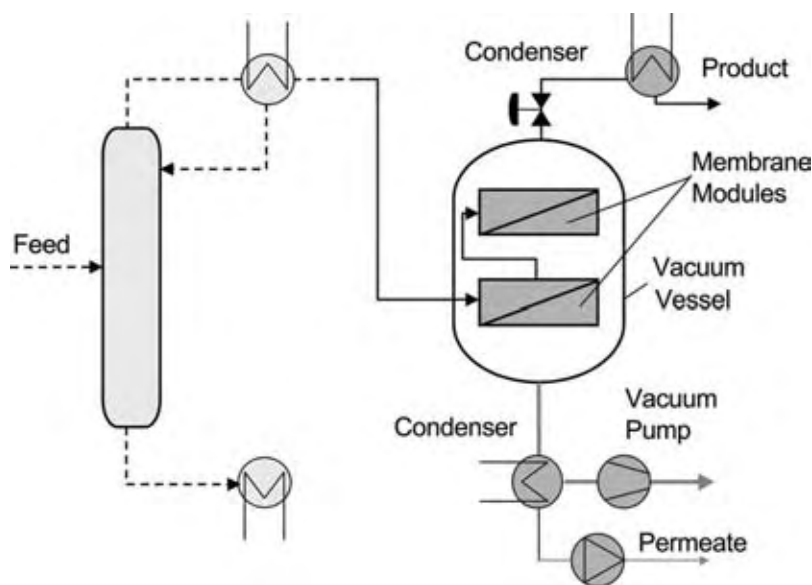 Condenser
Product
Membrane
Modules
Feed
Vacuum
Vessel
Vacuum
Pump
Condenser
Permeate